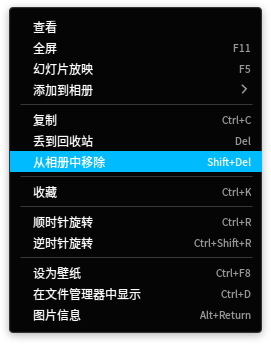 查看
全屏 F11
幻灯片放映 F5
添加到相册
复制 Ctrl+C
丢到回收站 Del
从相册中移除 Shift+Del
收藏 Ctrl+K
顺时针旋转 Ctrl+R
逆时针旋转 Ctrl+Shift+R
设为壁纸 Ctrl+F8
在文件管理器中显示 Ctrl+D
图片信息 Alt+Return